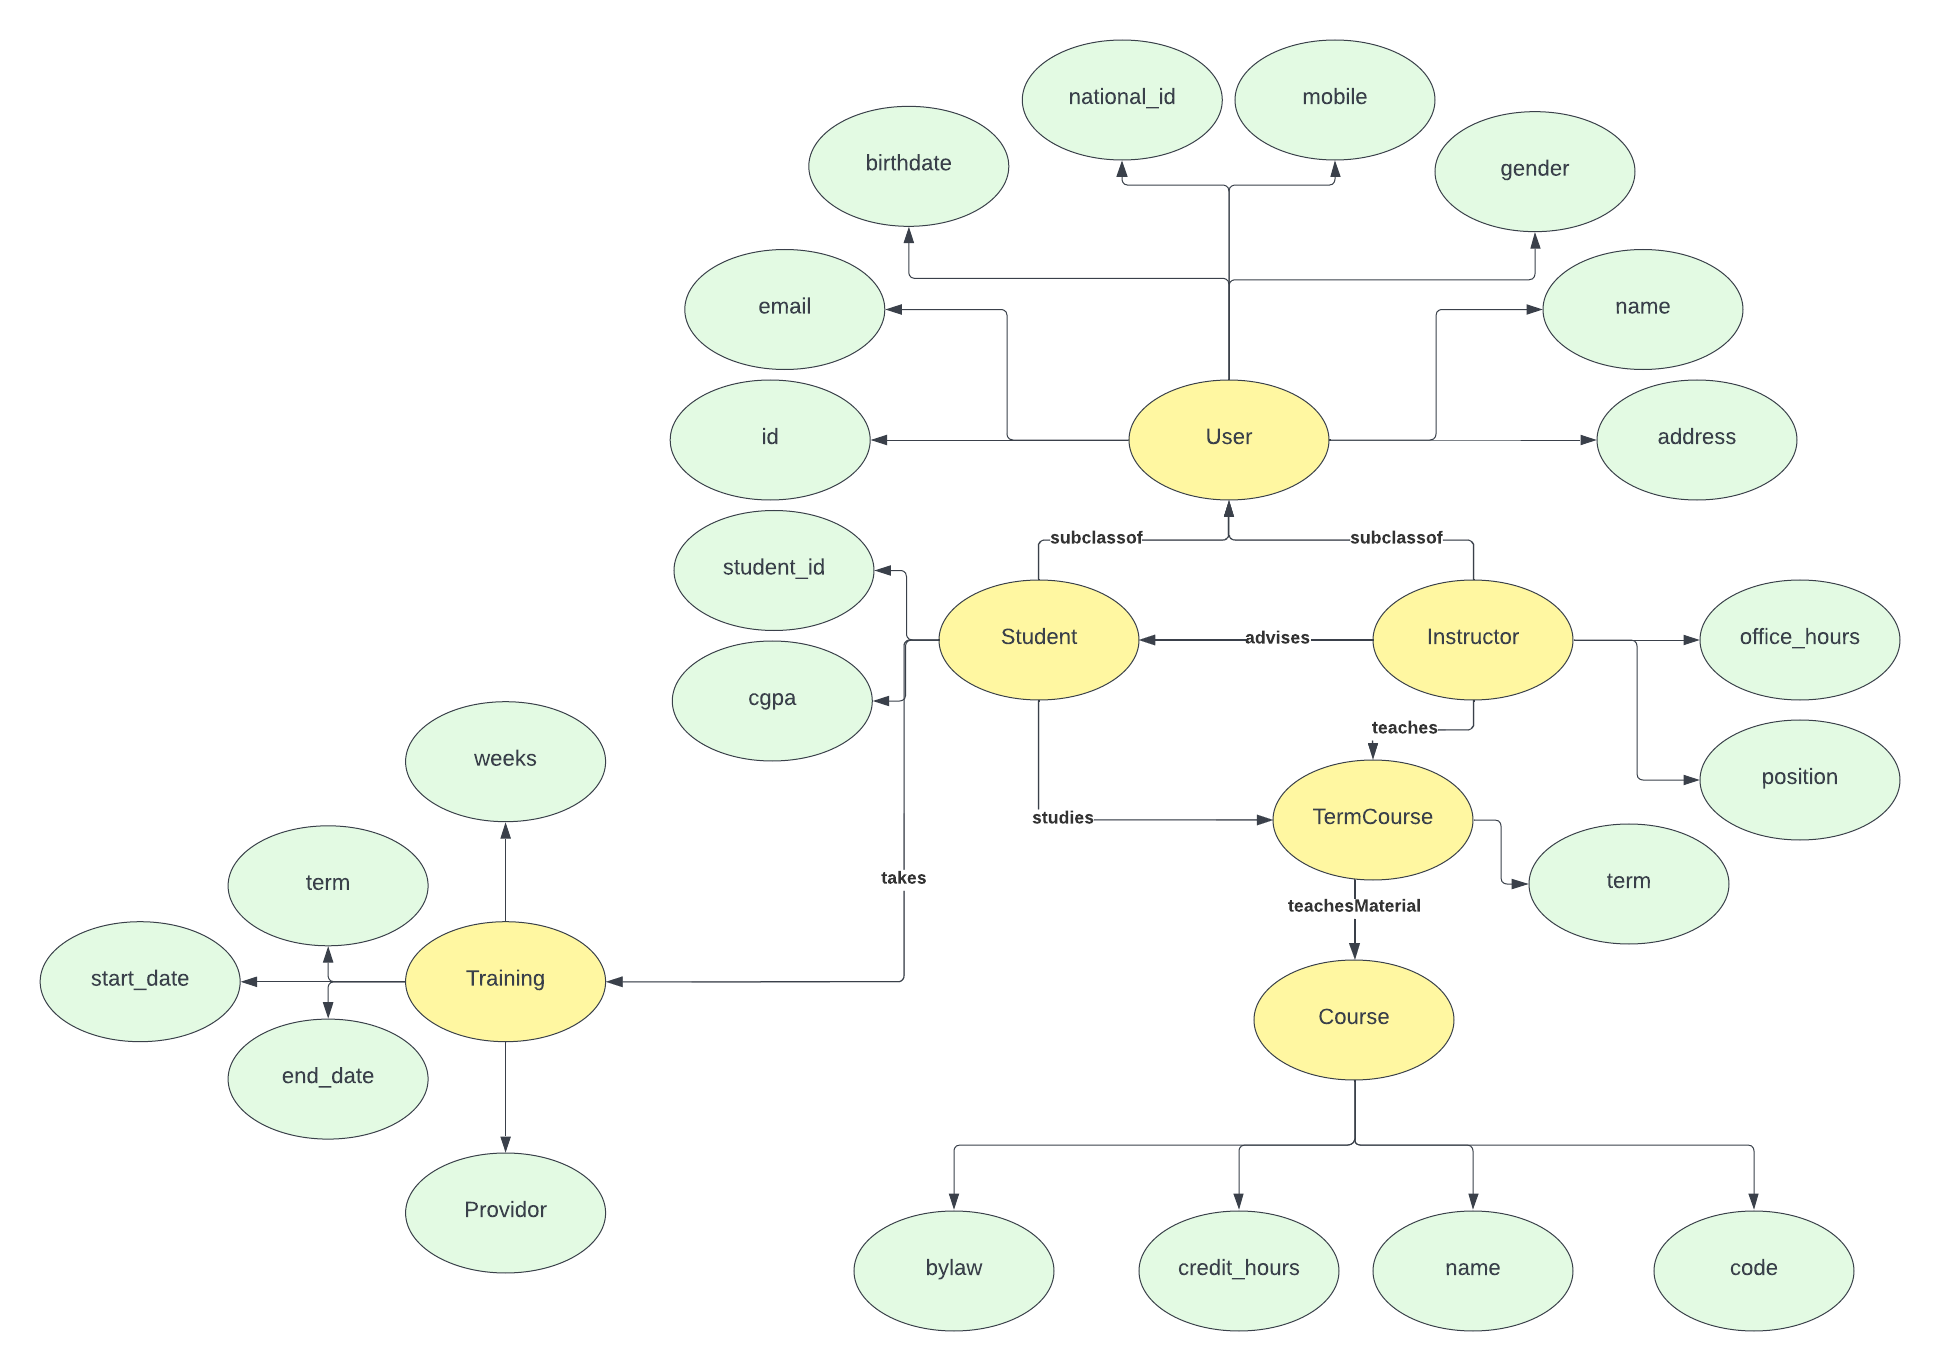 national_id
mobile
birthdate
gender
email
name
id
User
address
subclassof
subclassof
student_id
Student
advises
Instructor
office_hours
cgpa
teaches
weeks
position
studies
TermCourse
takes
term
term
teachesMaterial
start_date
Training
Course
end_date
Providor
bylaw
credit_hours
name
code